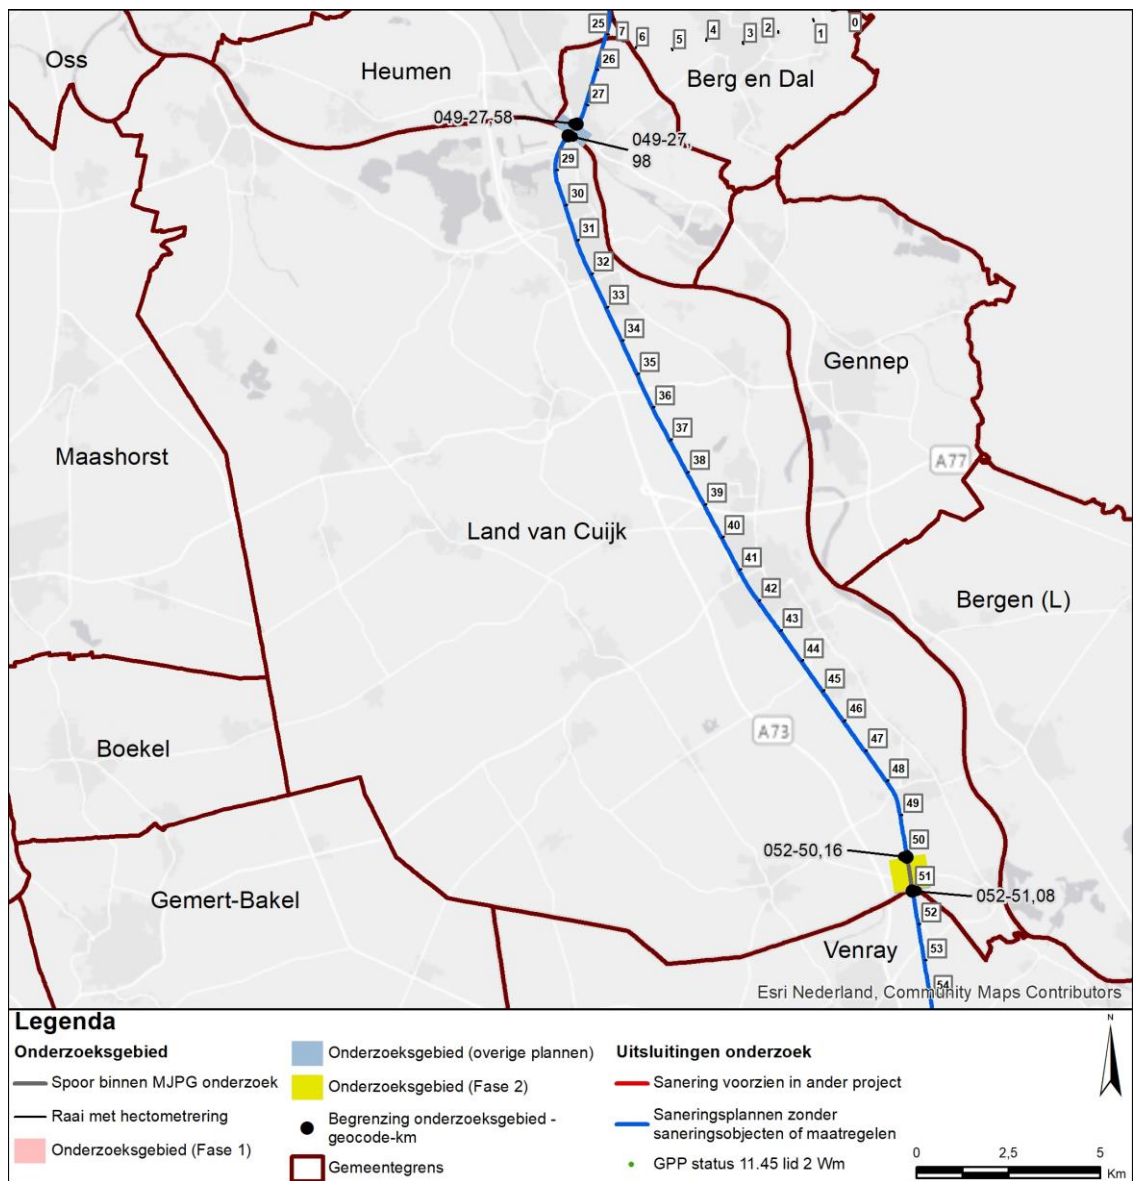 25
7
6
5
4
3
2
1
0
Oss
Heumen
26
Berg en Dal
27
049-27,58
049-27,
98
29
30
31
32
33
34
Gennep
35
36
37
Maashorst
A77
38
39
Land van Cuijk
40
41
42
Bergen (L)
43
44
45
46
A73
47
Boekel
48
49
50
052-50,16
51
052-51,08
Gemert-Bakel
52
Venray
53
54
Esri Nederland, Community Maps Contributors
Legenda
Onderzoeksgebied
Spoor binnen MJPG onderzoek
Raai met hectometrering
Onderzoeksgebied (Fase 1)
Onderzoeksgebied (overige plannen)
Onderzoeksgebied (Fase 2)
Begrenzing onderzoeksgebied -
geocode-km
Gemeentegrens
Uitsluitingen onderzoek
Sanering voorzien in ander project
Saneringsplannen zonder
saneringsobjecten of maatregelen
GPP status 11.45 lid 2 Wm
N
0 2,5 5
Km